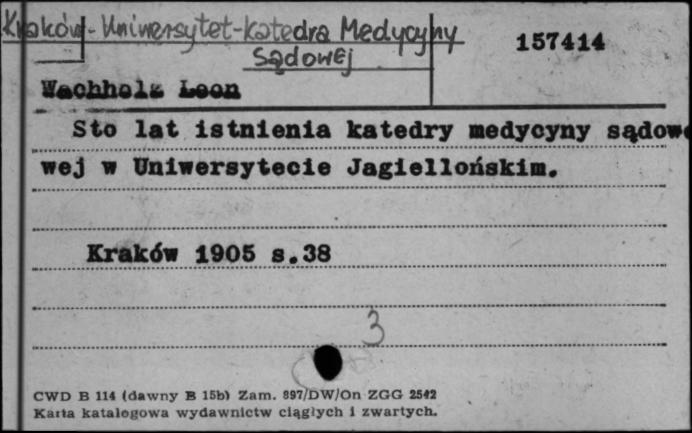 Kraków - Uniwersytet - Katedra Medycyny
Sądowej
157414
Wachholz Leon
Sto lat istnienia katedry medycyny sądowe
wej w Uniwersytecie Jagiellońskim.
Kraków 1905 s.38
3
CWD B 114 (dawny B 15b) Zam. 897/DW/On ZGG 2542
Karta katalogowa wydawnictw ciągłych i zwartych.